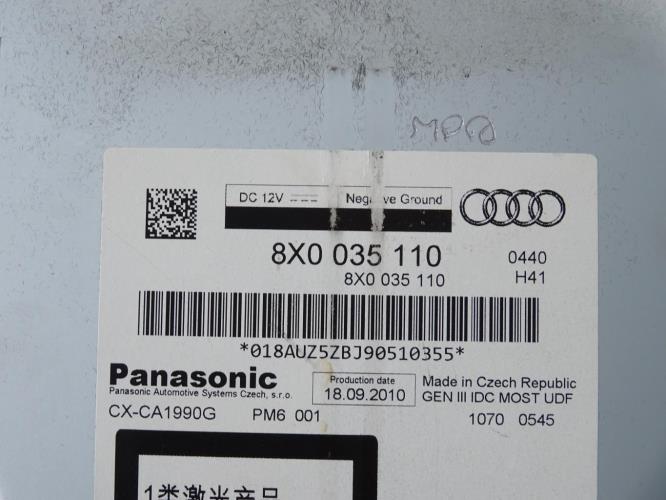 DC 12V Negative Ground
8X0 035 110 0440
8X0 035 110 H41
*018AUZ5ZBJ90510355*
Panasonic Production date Made in Czech Republic
Panasonic Automotive Systems Czech, s.r.o. 18.09.2010 GEN III IDC MOST UDF
CX-CA1990G PM6 001 1070 0545
1类激光产品